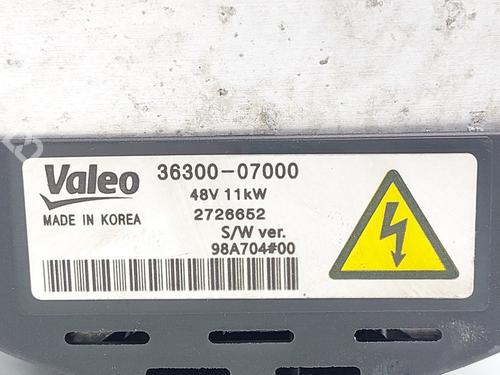 Valeo
36300-07000
48V 11kW
MADE IN KOREA
2726652
S/W ver.
98A704#00